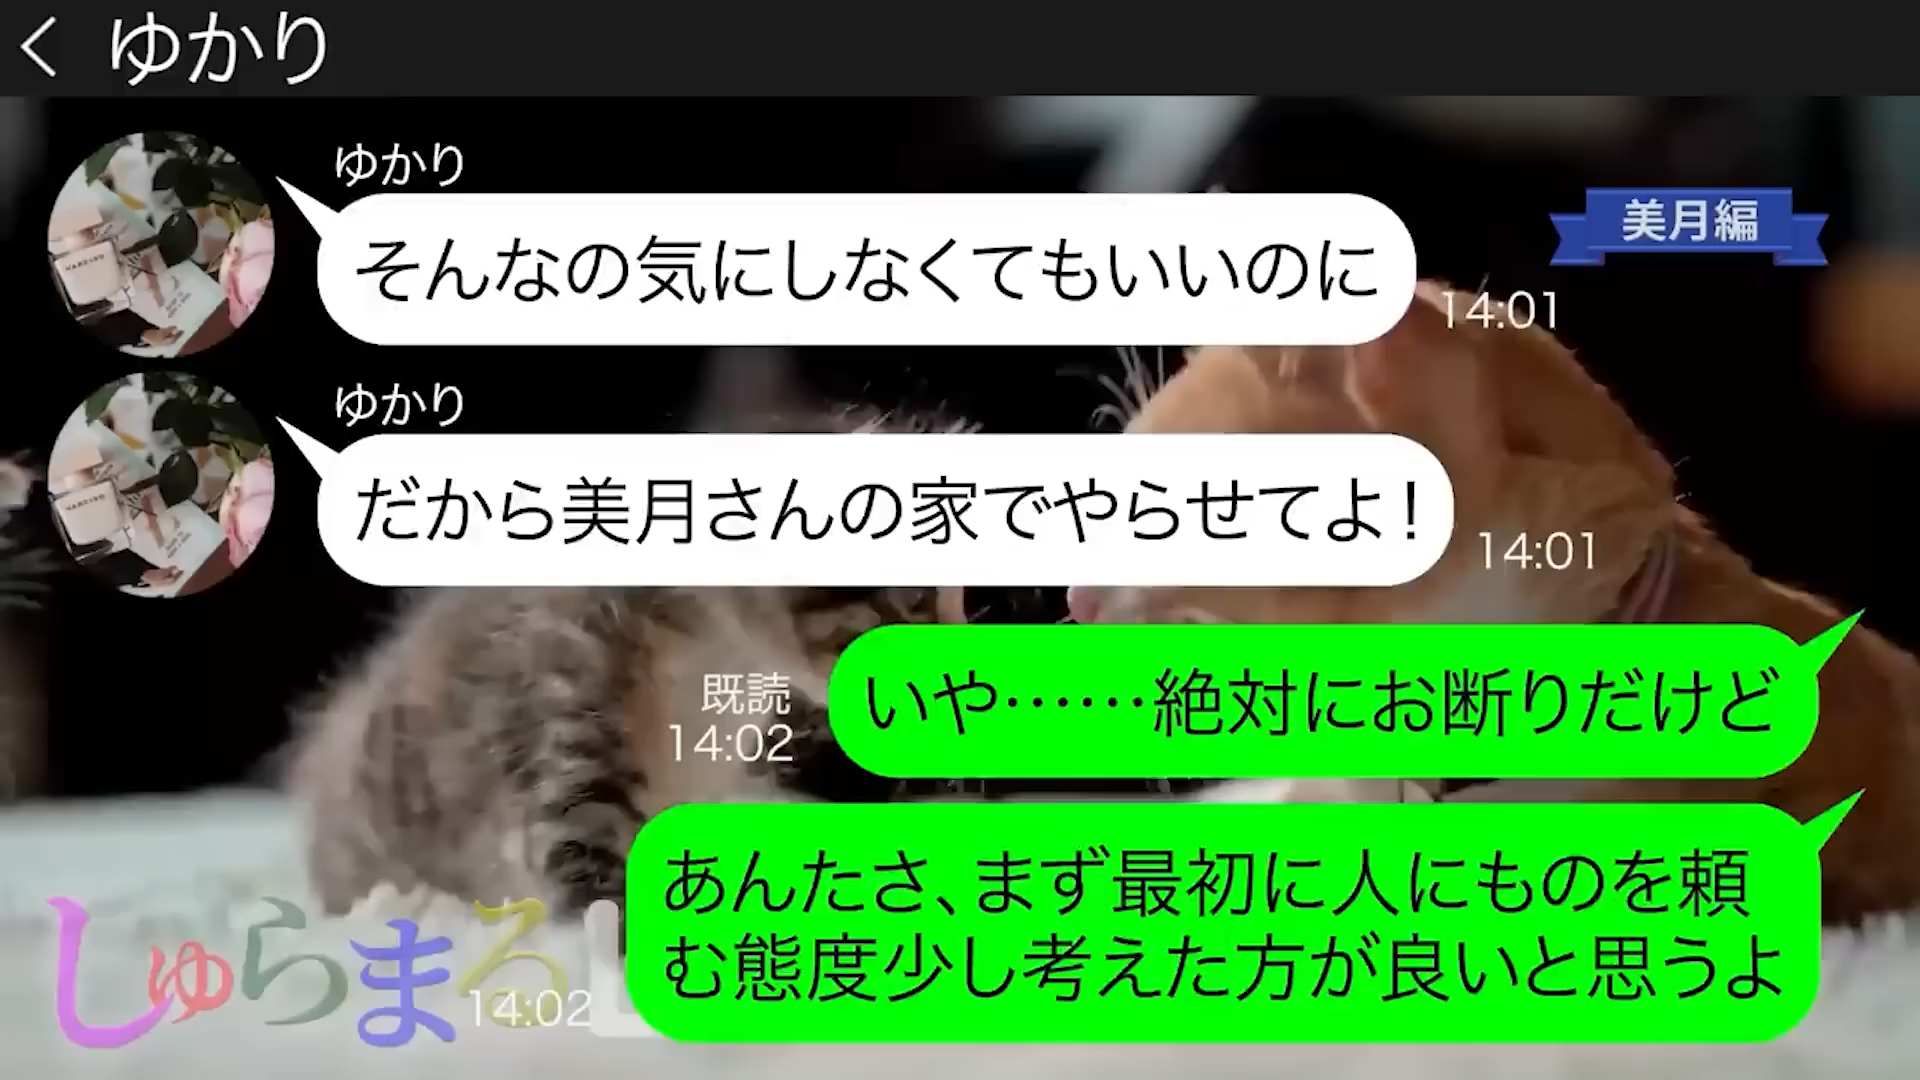 ゆかり
ゆかり
そんなの気にしなくてもいいのに
14:01
美月編
ゆかり
だから美月さんの家でやらせてよ!
14:01
いや……絶対にお断りだけど
既読
14:02
あんたさ、まず最初に人にものを頼
む態度少し考えた方が良いと思うよ
14:02
しゅらまる